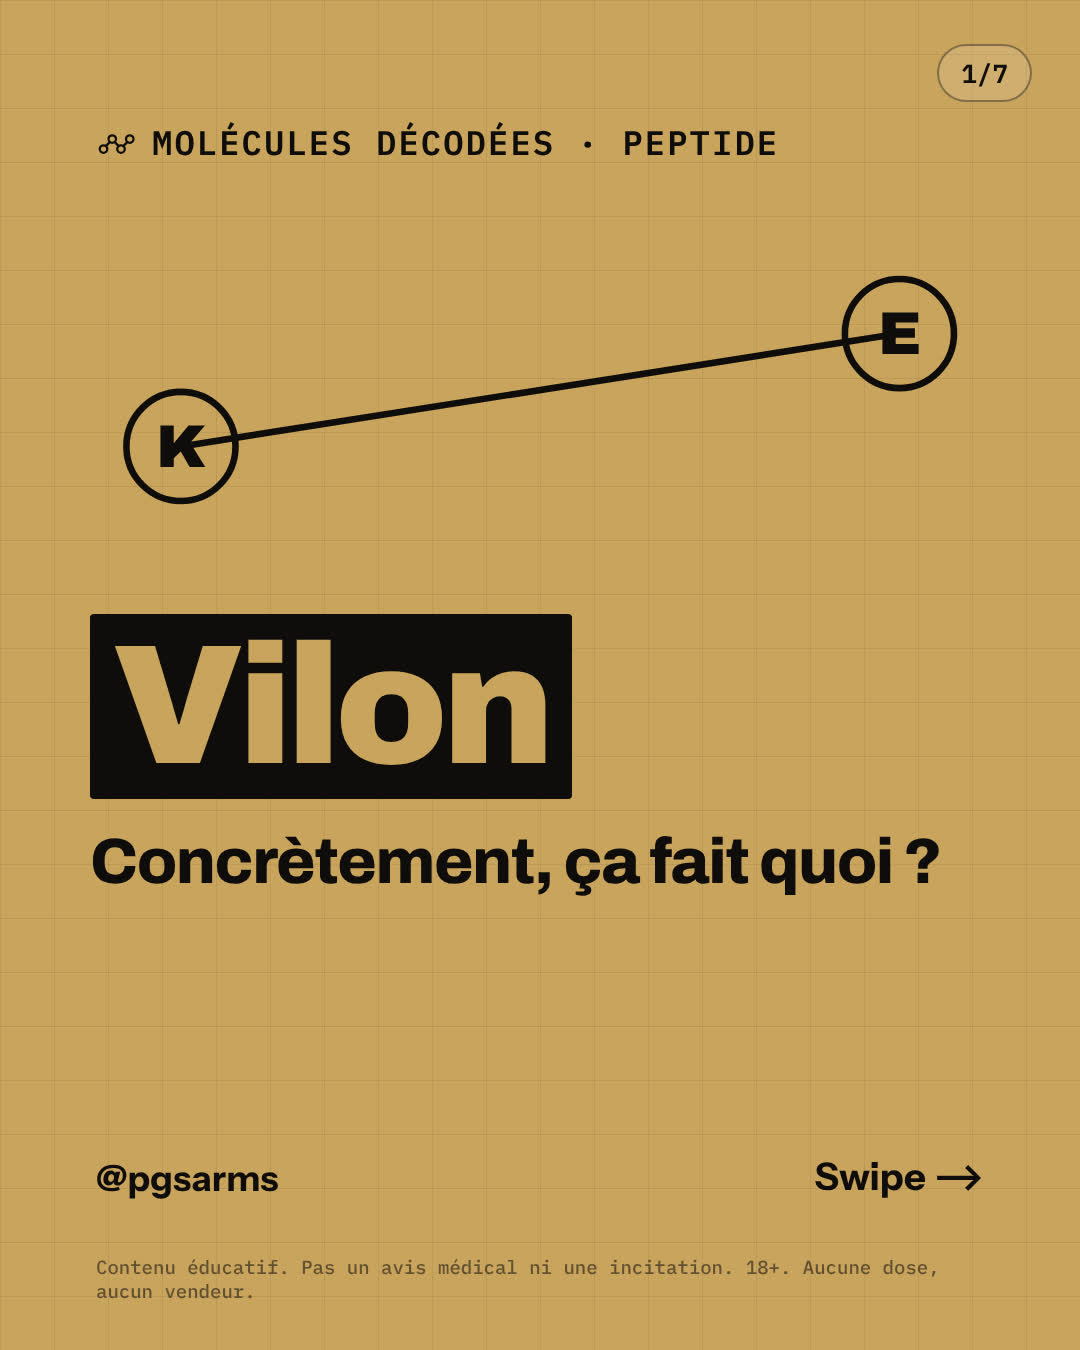 1/7
MOLÉCULES DÉCODÉES · PEPTIDE
E
K
Vilon
Concrètement, ça fait quoi ?
@pgsarms
Swipe →
Contenu éducatif. Pas un avis médical ni une incitation. 18+. Aucune dose,
aucun vendeur.